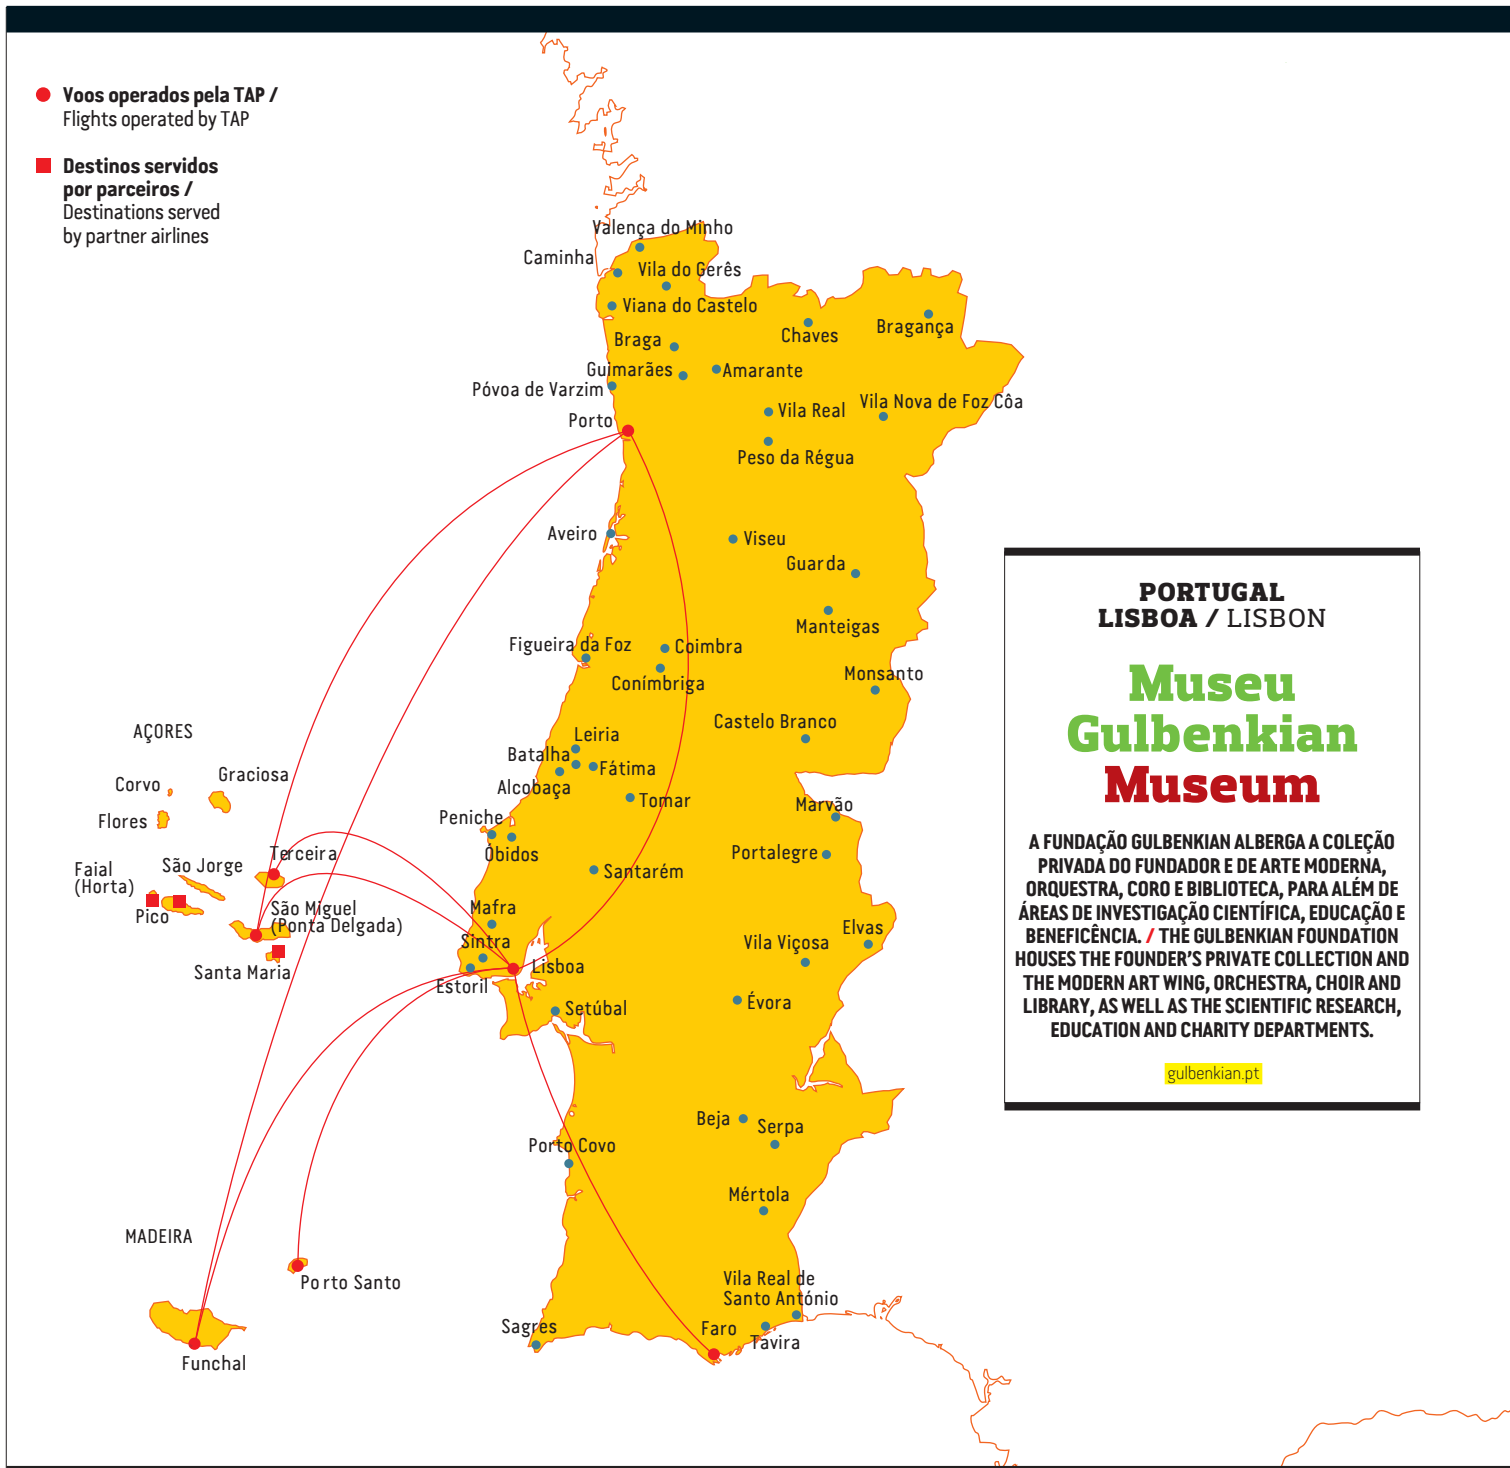 Voos operados pela TAP /
Flights operated by TAP
Destinos servidos
por parceiros /
Destinations served
by partner airlines
Valença do Minho
Caminha
Vila do Gerês
Viana do Castelo
Chaves
Bragança
Braga
Guimarães
Amarante
Póvoa de Varzim
Vila Real
Vila Nova de Foz Côa
Porto
Peso da Régua
Aveiro
Viseu
Guarda
Manteigas
Figueira da Foz
Coimbra
Conímbriga
Monsanto
Castelo Branco
Leiria
Batalha
Fátima
Alcobaça
Tomar
Marvão
Peniche
Óbidos
Portalegre
Santarém
Mafra
Sintra
Elvas
Vila Viçosa
Lisboa
Estoril
Setúbal
Évora
Beja
Serpa
Porto Covo
Mértola
Vila Real de
Santo António
Sagres
Faro
Tavira
AÇORES
Corvo
Graciosa
Flores
Terceira
Faial
(Horta)
São Jorge
Pico
São Miguel
(Ponta Delgada)
Santa Maria
MADEIRA
Porto Santo
Funchal
PORTUGAL
LISBOA / LISBON
Museu
Gulbenkian
Museum
A FUNDAÇÃO GULBENKIAN ALBERGA A COLEÇÃO
PRIVADA DO FUNDADOR E DE ARTE MODERNA,
ORQUESTRA, CORO E BIBLIOTECA, PARA ALÉM DE
ÁREAS DE INVESTIGAÇÃO CIENTÍFICA, EDUCAÇÃO E
BENEFICÊNCIA. / THE GULBENKIAN FOUNDATION
HOUSES THE FOUNDER'S PRIVATE COLLECTION AND
THE MODERN ART WING, ORCHESTRA, CHOIR AND
LIBRARY, AS WELL AS THE SCIENTIFIC RESEARCH,
EDUCATION AND CHARITY DEPARTMENTS.
gulbenkian.pt